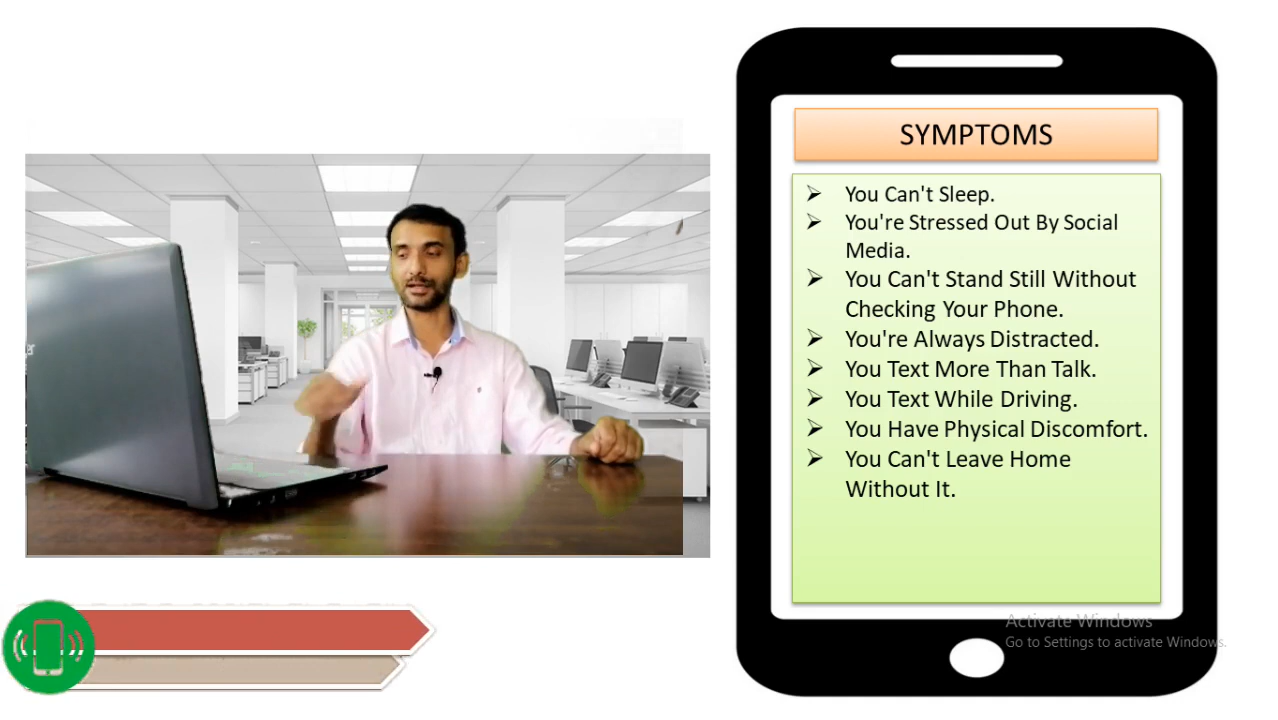 SYMPTOMS
➢ You Can't Sleep.
➢ You're Stressed Out By Social
Media.
➢ You Can't Stand Still Without
Checking Your Phone.
➢ You're Always Distracted.
➢ You Text More Than Talk.
➢ You Text While Driving.
➢ You Have Physical Discomfort.
➢ You Can't Leave Home
Without It.
Activate Windows
Go to Settings to activate Windows.